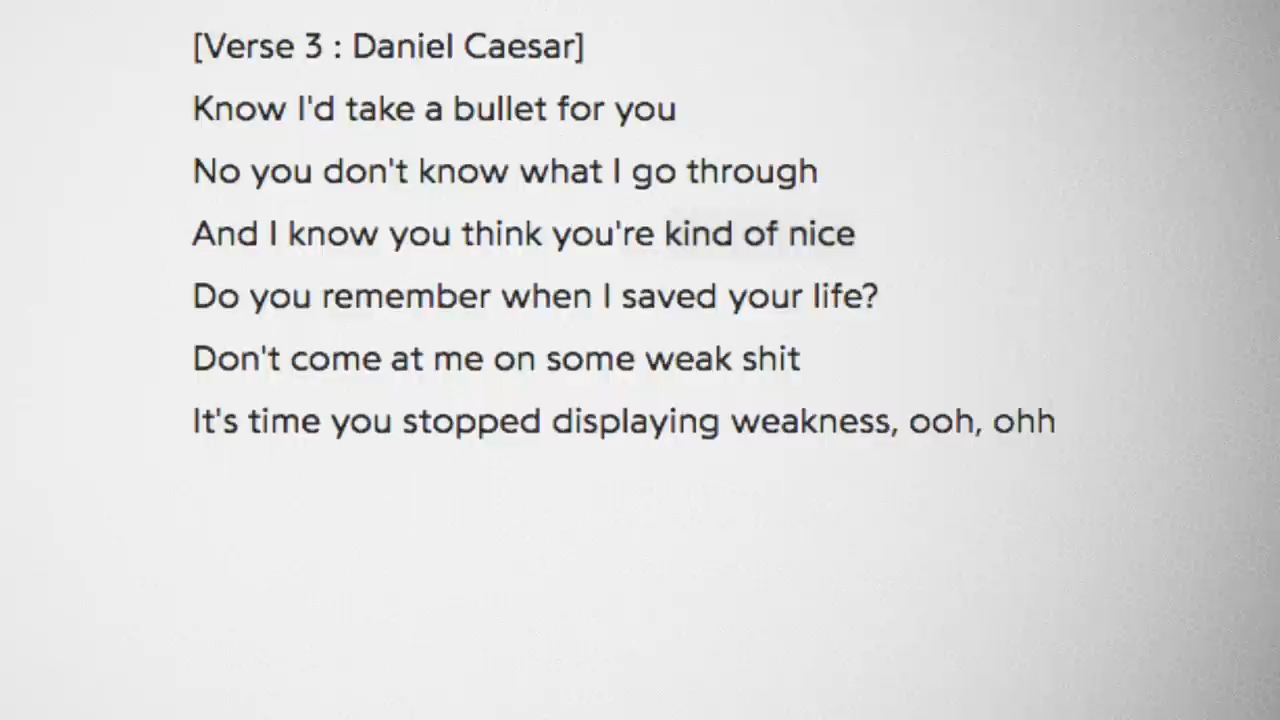 [Verse 3 : Daniel Caesar]
Know I'd take a bullet for you
No you don't know what I go through
And I know you think you're kind of nice
Do you remember when I saved your life?
Don't come at me on some weak shit
It's time you stopped displaying weakness, ooh, ohh